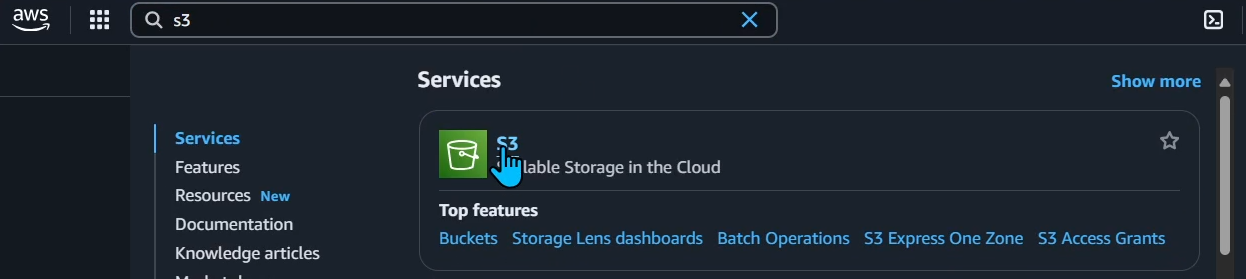 aws
s3
Services
Show more
Services
Features
Resources New
Documentation
Knowledge articles
S3
lable Storage in the Cloud
Top features
Buckets Storage Lens dashboards Batch Operations S3 Express One Zone S3 Access Grants